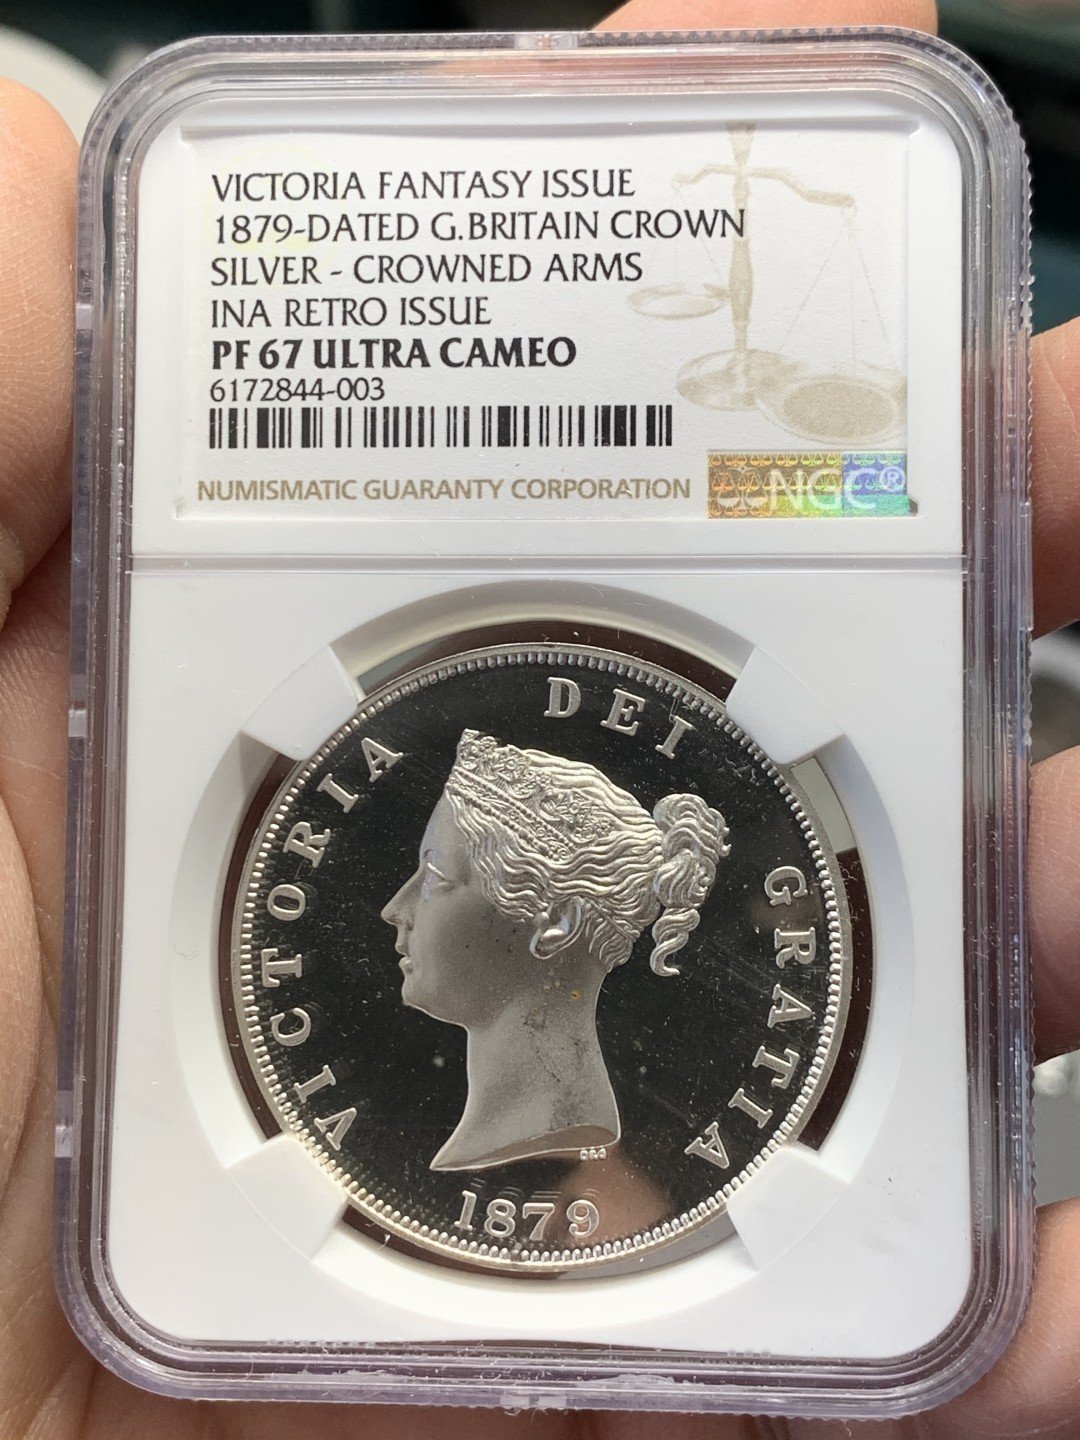 VICTORIA FANTASY ISSUE
1879-DATED G.BRITAIN CROWN
SILVER - CROWNED ARMS
INA RETRO ISSUE
PF 67 ULTRA CAMEO
6172844-003
NUMISMATIC GUARANTY CORPORATION
NGC®
VICTORIA DEI GRATIA
1879